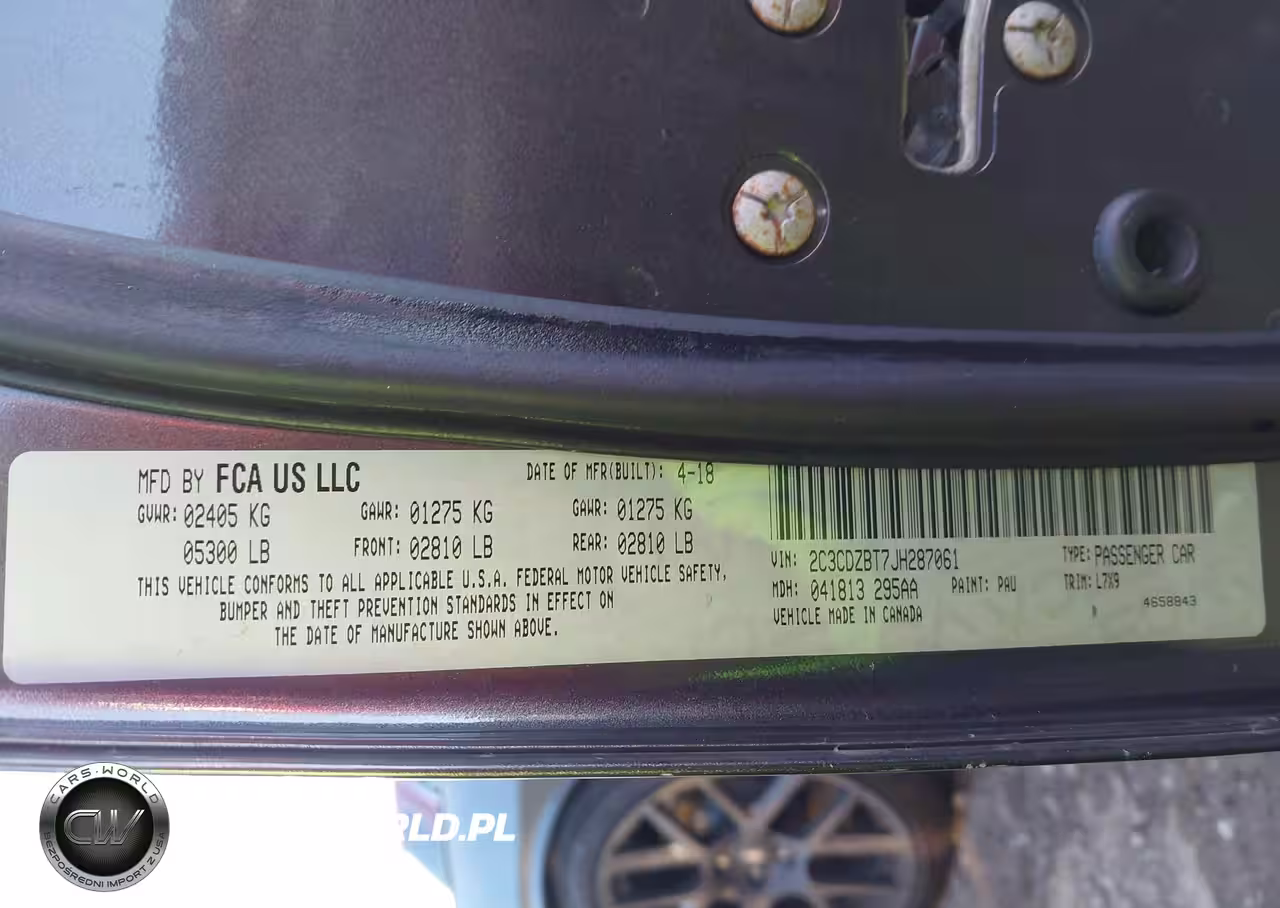 MFD BY FCA US LLC
DATE OF MFR(BUILT): 4-18
GVWR: 02405 KG
GAWR: 01275 KG
GAWR: 01275 KG
05300 LB
FRONT: 02810 LB
REAR: 02810 LB
THIS VEHICLE CONFORMS TO ALL APPLICABLE U.S.A. FEDERAL MOTOR VEHICLE SAFETY,
BUMPER AND THEFT PREVENTION STANDARDS IN EFFECT ON
THE DATE OF MANUFACTURE SHOWN ABOVE.
VIN: 2C3CDZBT7JH287061
TYPE: PASSENGER CAR
MDH: 041813 295AA
PAINT: PAU
TRIM: L7X9
VEHICLE MADE IN CANADA
4658843
CARS-WORLD
CW
BEZPOŚREDNI IMPORT Z USA
RLD.PL